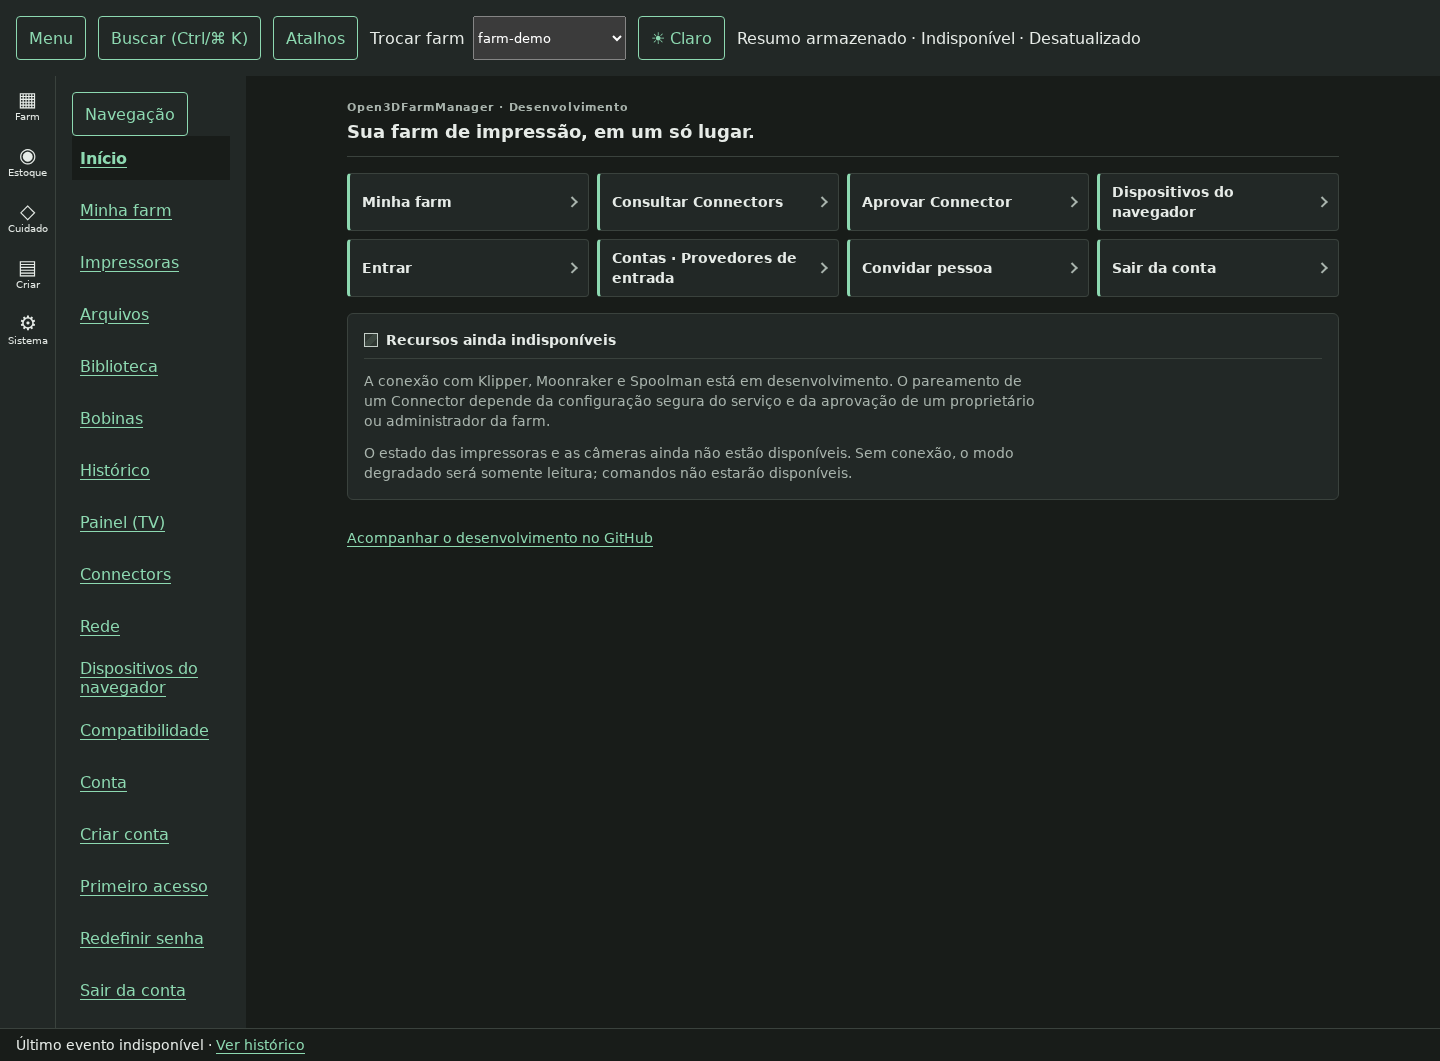 Menu
Buscar (Ctrl/⌘ K)
Atalhos
Trocar farm
farm-demo
☀ Claro
Resumo armazenado · Indisponível · Desatualizado
Farm
Estoque
Cuidado
Criar
Sistema
Navegação
Início
Minha farm
Impressoras
Arquivos
Biblioteca
Bobinas
Histórico
Painel (TV)
Connectors
Rede
Dispositivos do
navegador
Compatibilidade
Conta
Criar conta
Primeiro acesso
Redefinir senha
Sair da conta
Open3DFarmManager · Desenvolvimento
Sua farm de impressão, em um só lugar.
Minha farm
Consultar Connectors
Aprovar Connector
Dispositivos do
navegador
Entrar
Contas · Provedores de
entrada
Convidar pessoa
Sair da conta
Recursos ainda indisponíveis
A conexão com Klipper, Moonraker e Spoolman está em desenvolvimento. O pareamento de
um Connector depende da configuração segura do serviço e da aprovação de um proprietário
ou administrador da farm.
O estado das impressoras e as câmeras ainda não estão disponíveis. Sem conexão, o modo
degradado será somente leitura; comandos não estarão disponíveis.
Acompanhar o desenvolvimento no GitHub
Último evento indisponível · Ver histórico